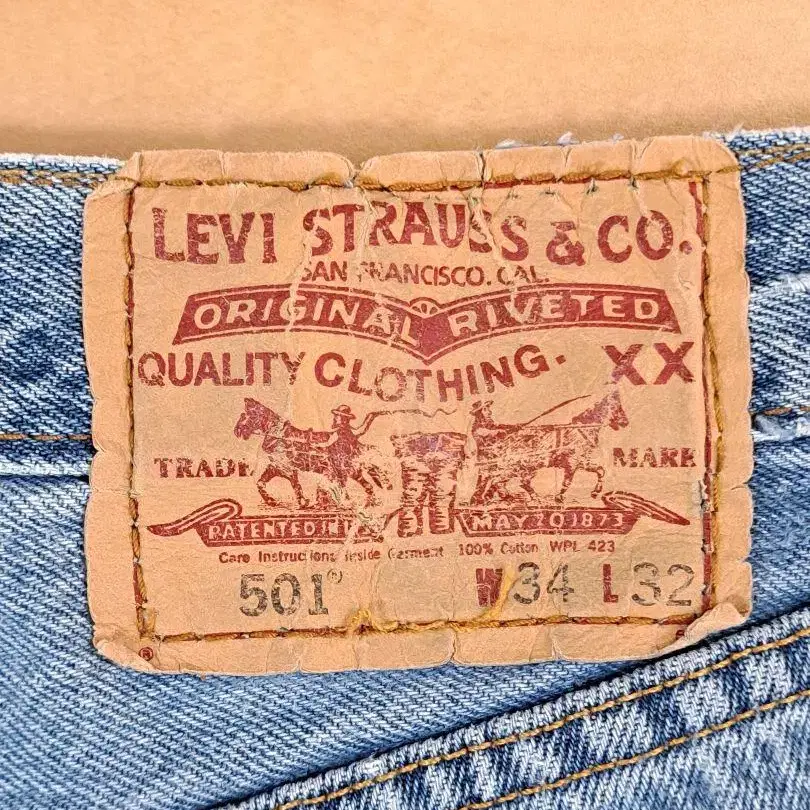 LEVI STRAUSS & CO.
SAN FRANCISCO. CAL.
ORIGINAL RIVETED
QUALITY CLOTHING. XX
TRADE MARK
PATENTED IN U.S. MAY 20 1873
Care Instructions Inside Garment 100% Cotton WPL 423
501® W34 L32
®